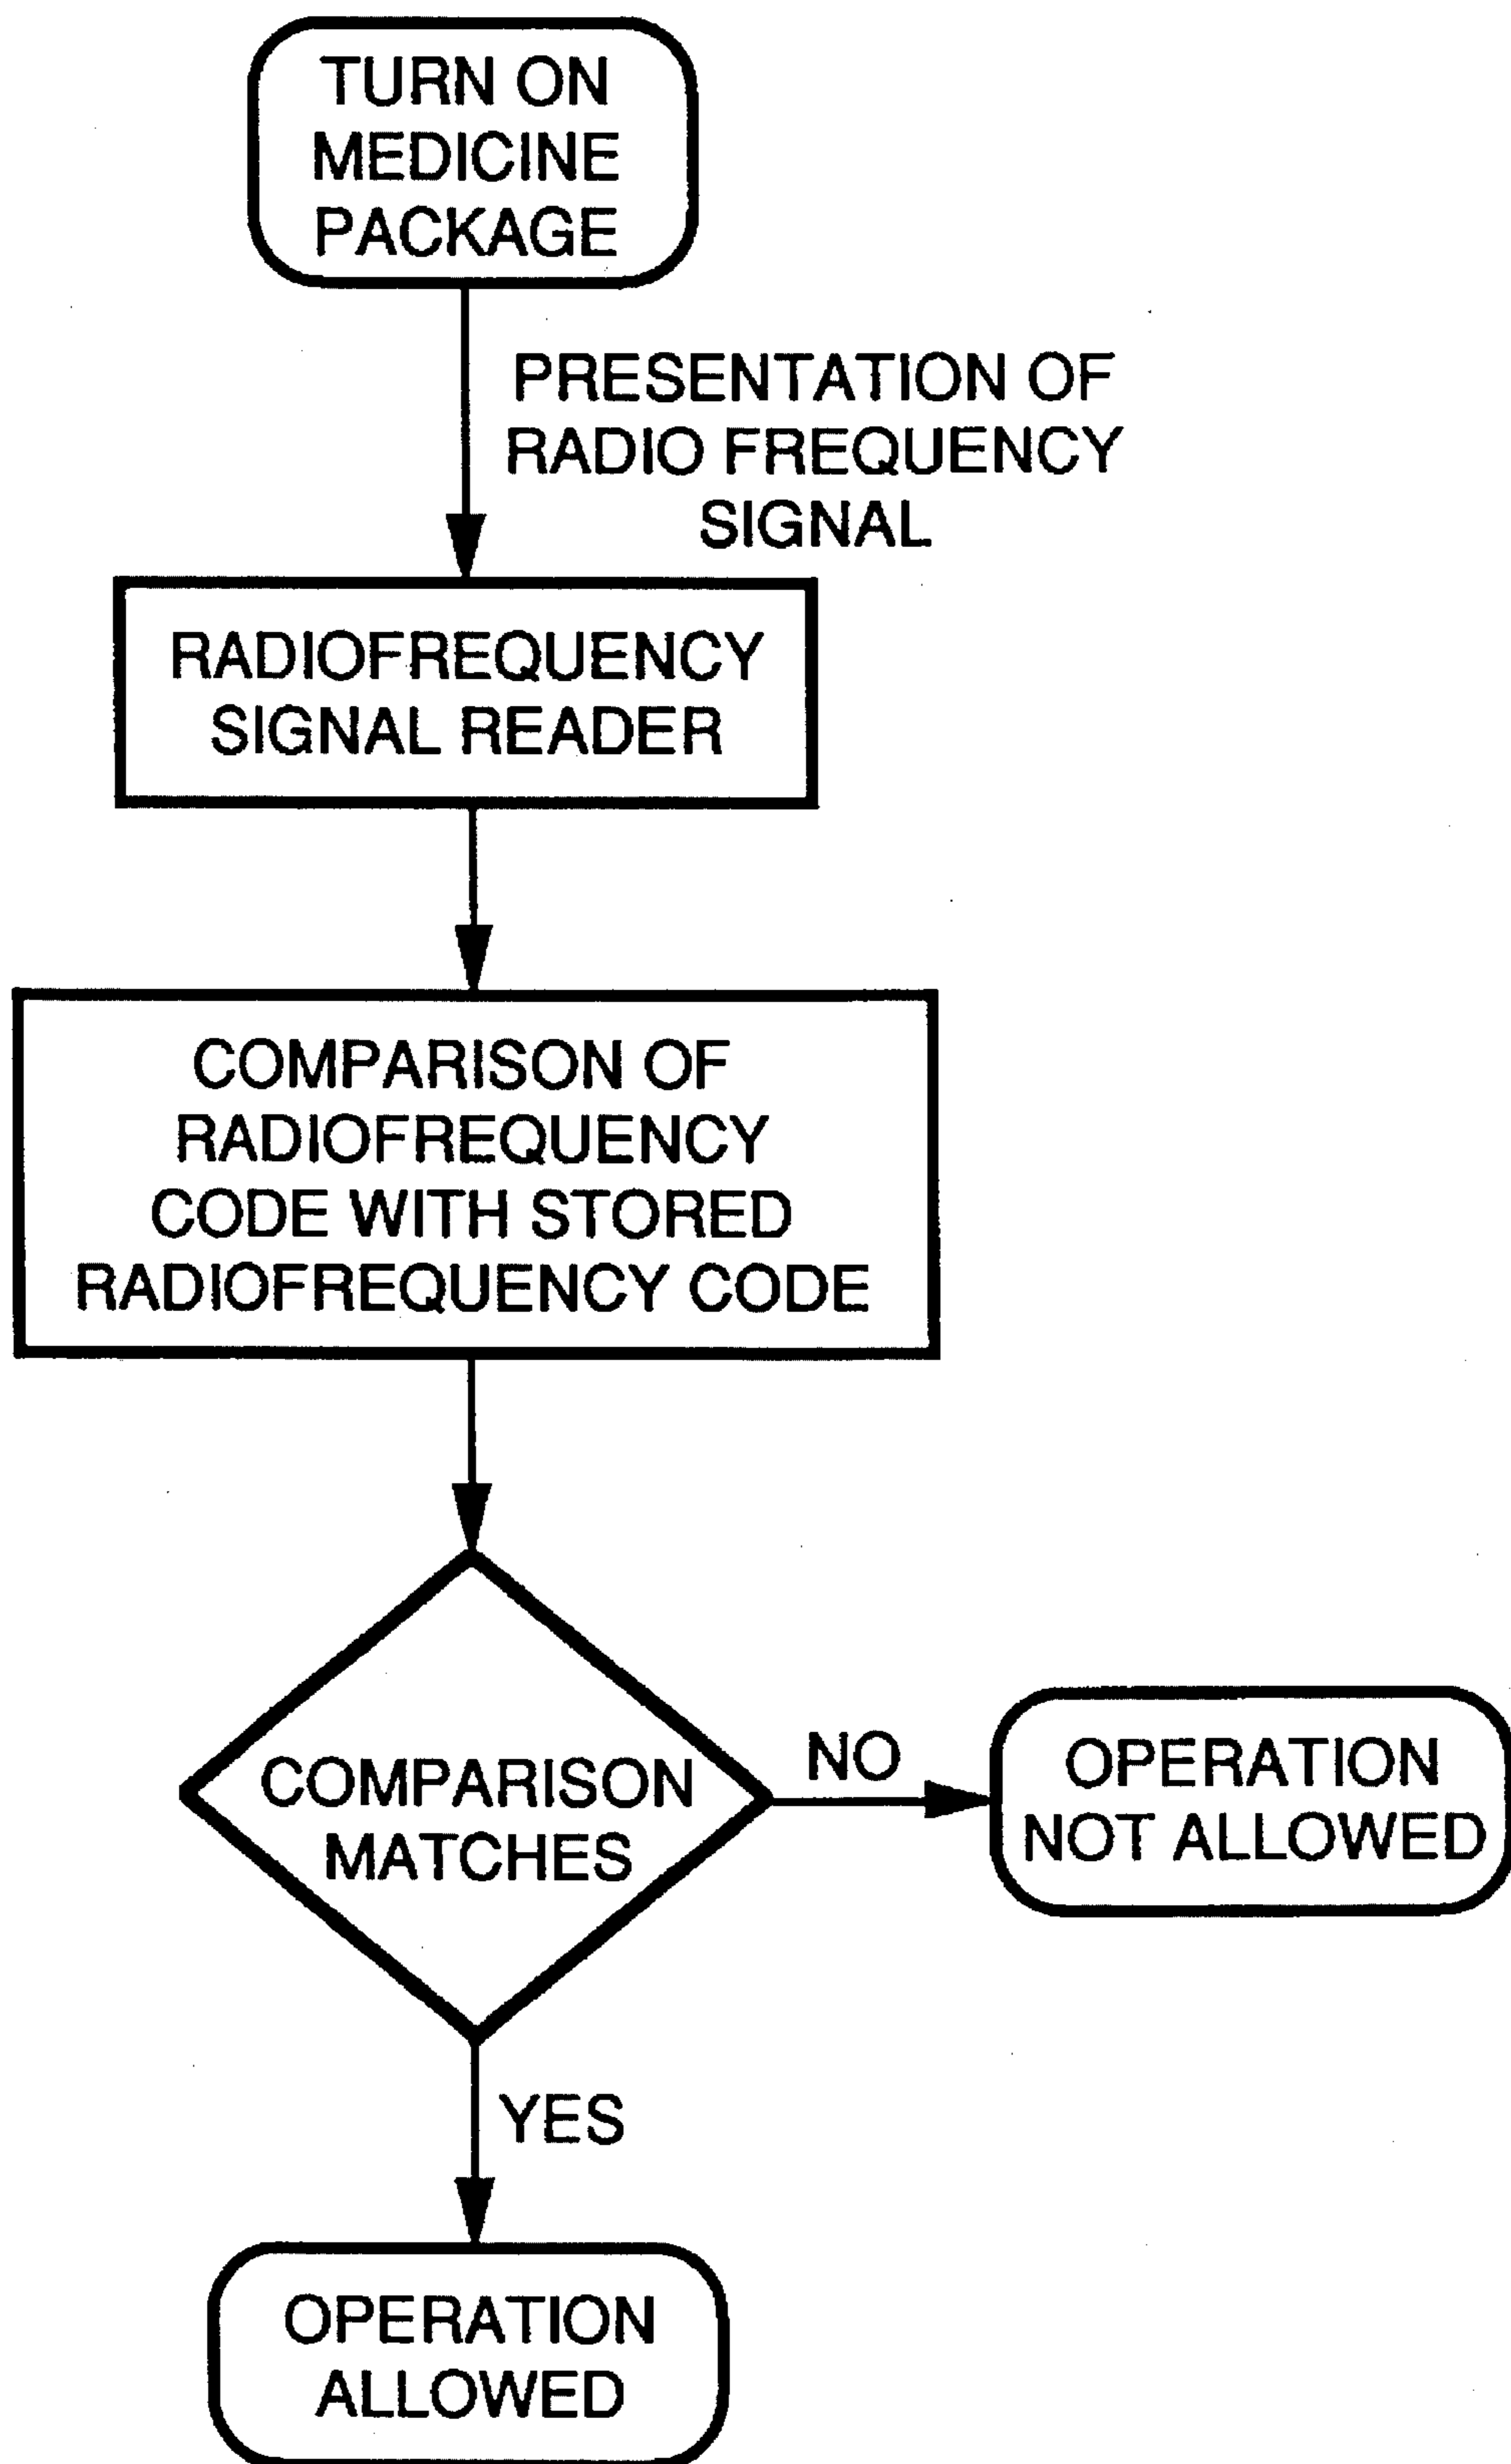 TURN ON
MEDICINE
PACKAGE
PRESENTATION OF
RADIO FREQUENCY
SIGNAL
RADIOFREQUENCY
SIGNAL READER
COMPARISON OF
RADIOFREQUENCY
CODE WITH STORED
RADIOFREQUENCY CODE
COMPARISON
MATCHES
NO
OPERATION
NOT ALLOWED
YES
OPERATION
ALLOWED